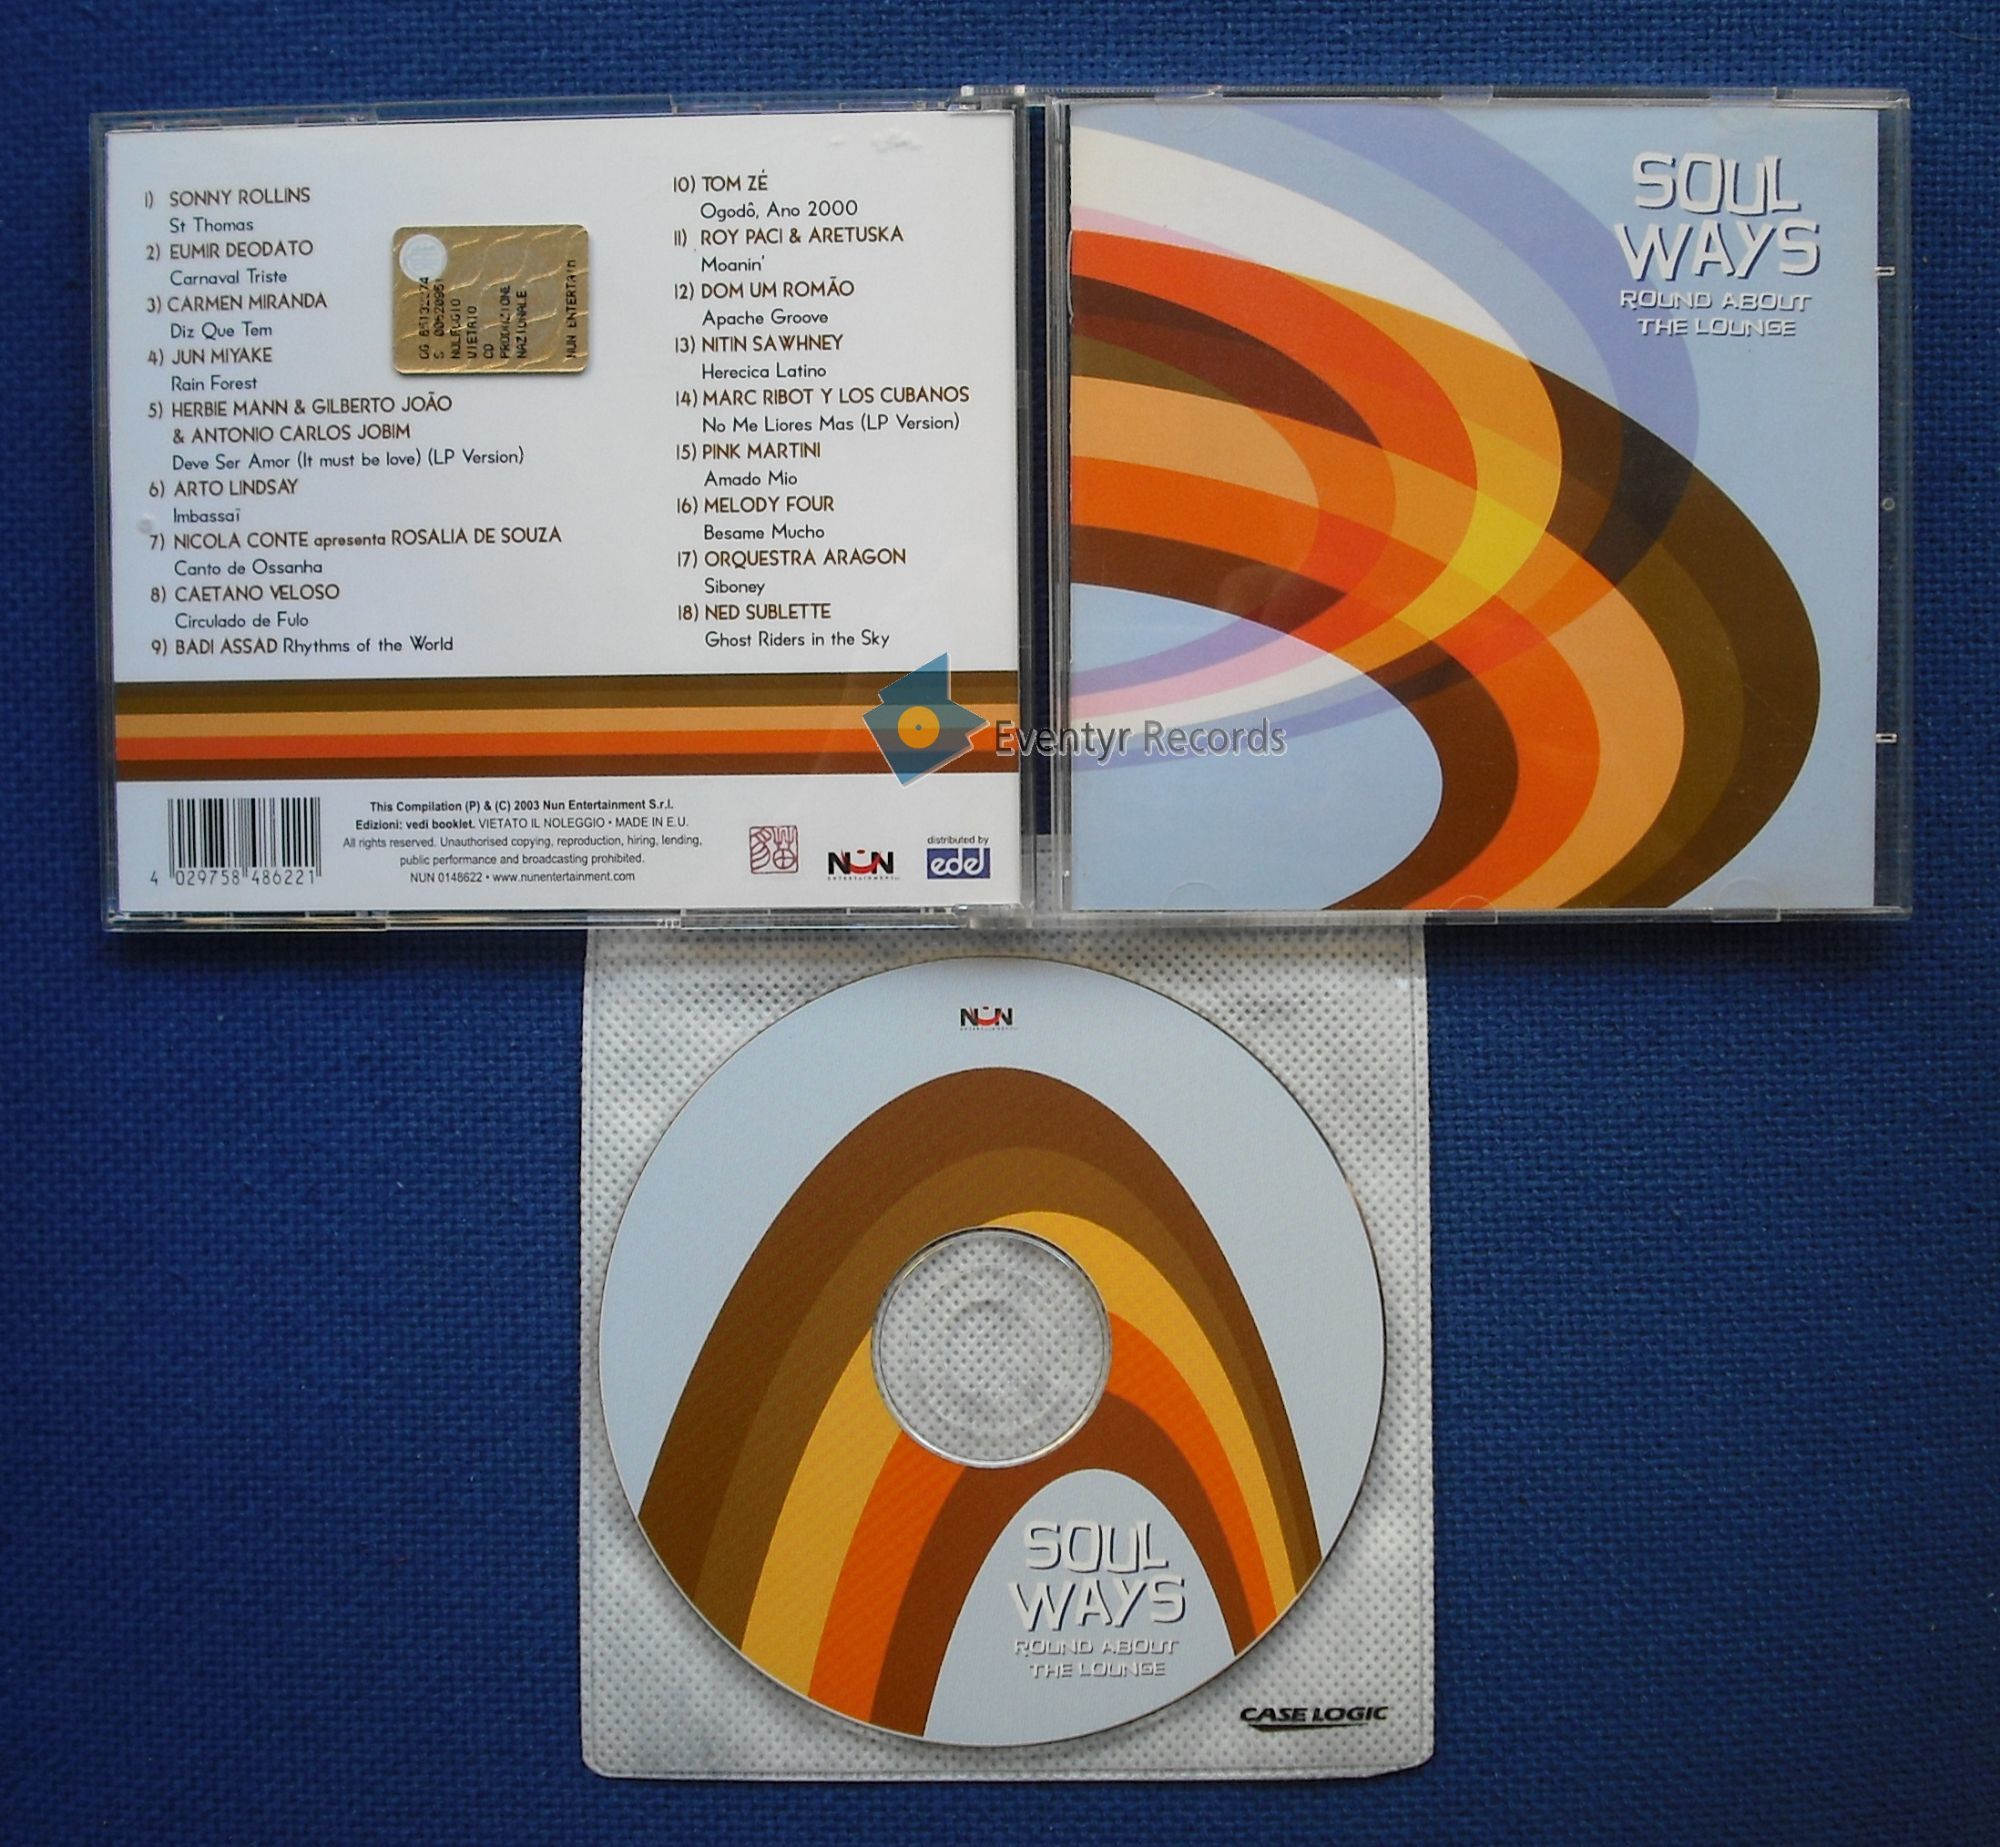 1) SONNY ROLLINS
St Thomas
2) EUMIR DEODATO
Carnaval Triste
3) CARMEN MIRANDA
Diz Que Tem
4) JUN MIYAKE
Rain Forest
5) HERBIE MANN & GILBERTO JOÃO
& ANTONIO CARLOS JOBIM
Deve Ser Amor (It must be love) (LP Version)
6) ARTO LINDSAY
Imbassaï
7) NICOLA CONTE apresenta ROSALIA DE SOUZA
Canto de Ossanha
8) CAETANO VELOSO
Circulado de Fulo
9) BADI ASSAD Rhythms of the World
10) TOM ZÉ
Ogodô, Ano 2000
11) ROY PACI & ARETUSKA
Moanin'
12) DOM UM ROMÃO
Apache Groove
13) NITIN SAWHNEY
Herecica Latino
14) MARC RIBOT Y LOS CUBANOS
No Me Liores Mas (LP Version)
15) PINK MARTINI
Amado Mio
16) MELODY FOUR
Besame Mucho
17) ORQUESTRA ARAGON
Siboney
18) NED SUBLETTE
Ghost Riders in the Sky
NOLEGGIO
VIETATO
CD
PRODUZIONE
NAZIONALE
NUN ENTERTAIN
This Compilation (P) & (C) 2003 Nun Entertainment S.r.l.
Edizioni: vedi booklet. VIETATO IL NOLEGGIO • MADE IN E.U.
All rights reserved. Unauthorised copying, reproduction, hiring, lending,
public performance and broadcasting prohibited.
NUN 0148622 • www.nunentertainment.com
4 029758 486221
NUN
ENTERTAINMENT
distributed by
edel
SOUL
WAYS
ROUND ABOUT
THE LOUNGE
Eventyr Records
NUN
SOUL
WAYS
ROUND ABOUT
THE LOUNGE
CASE LOGIC